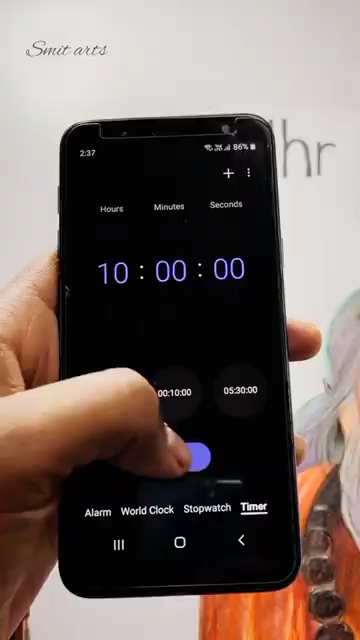 Smit arts
2:37
86%
Hours Minutes Seconds
10 : 00 : 00
00:10:00 05:30:00
Alarm World Clock Stopwatch Timer